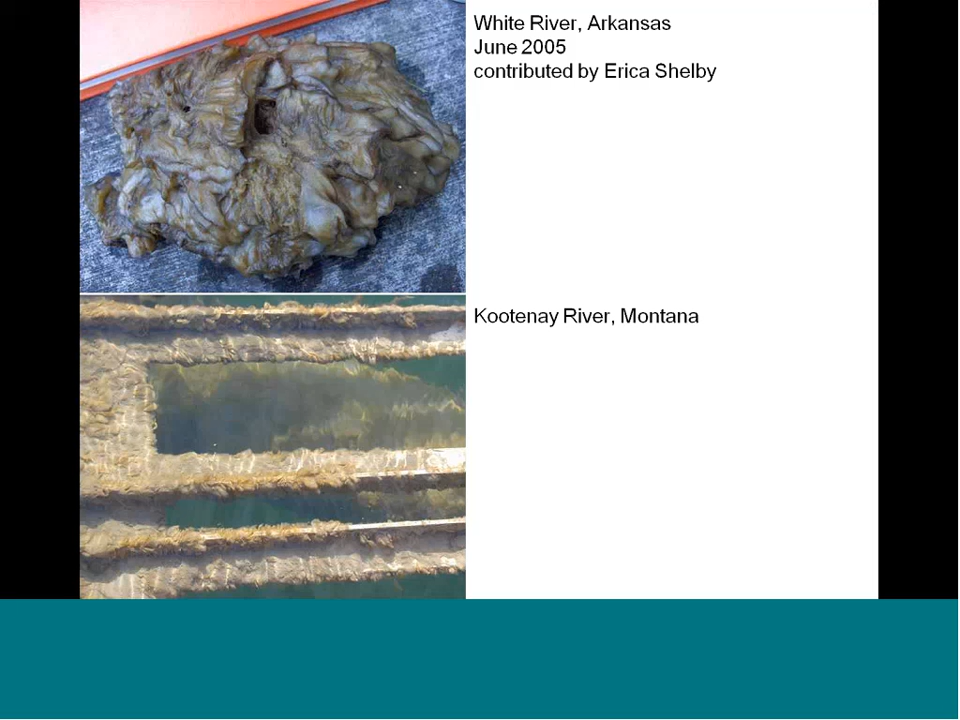 White River, Arkansas
June 2005
contributed by Erica Shelby
Kootenay River, Montana